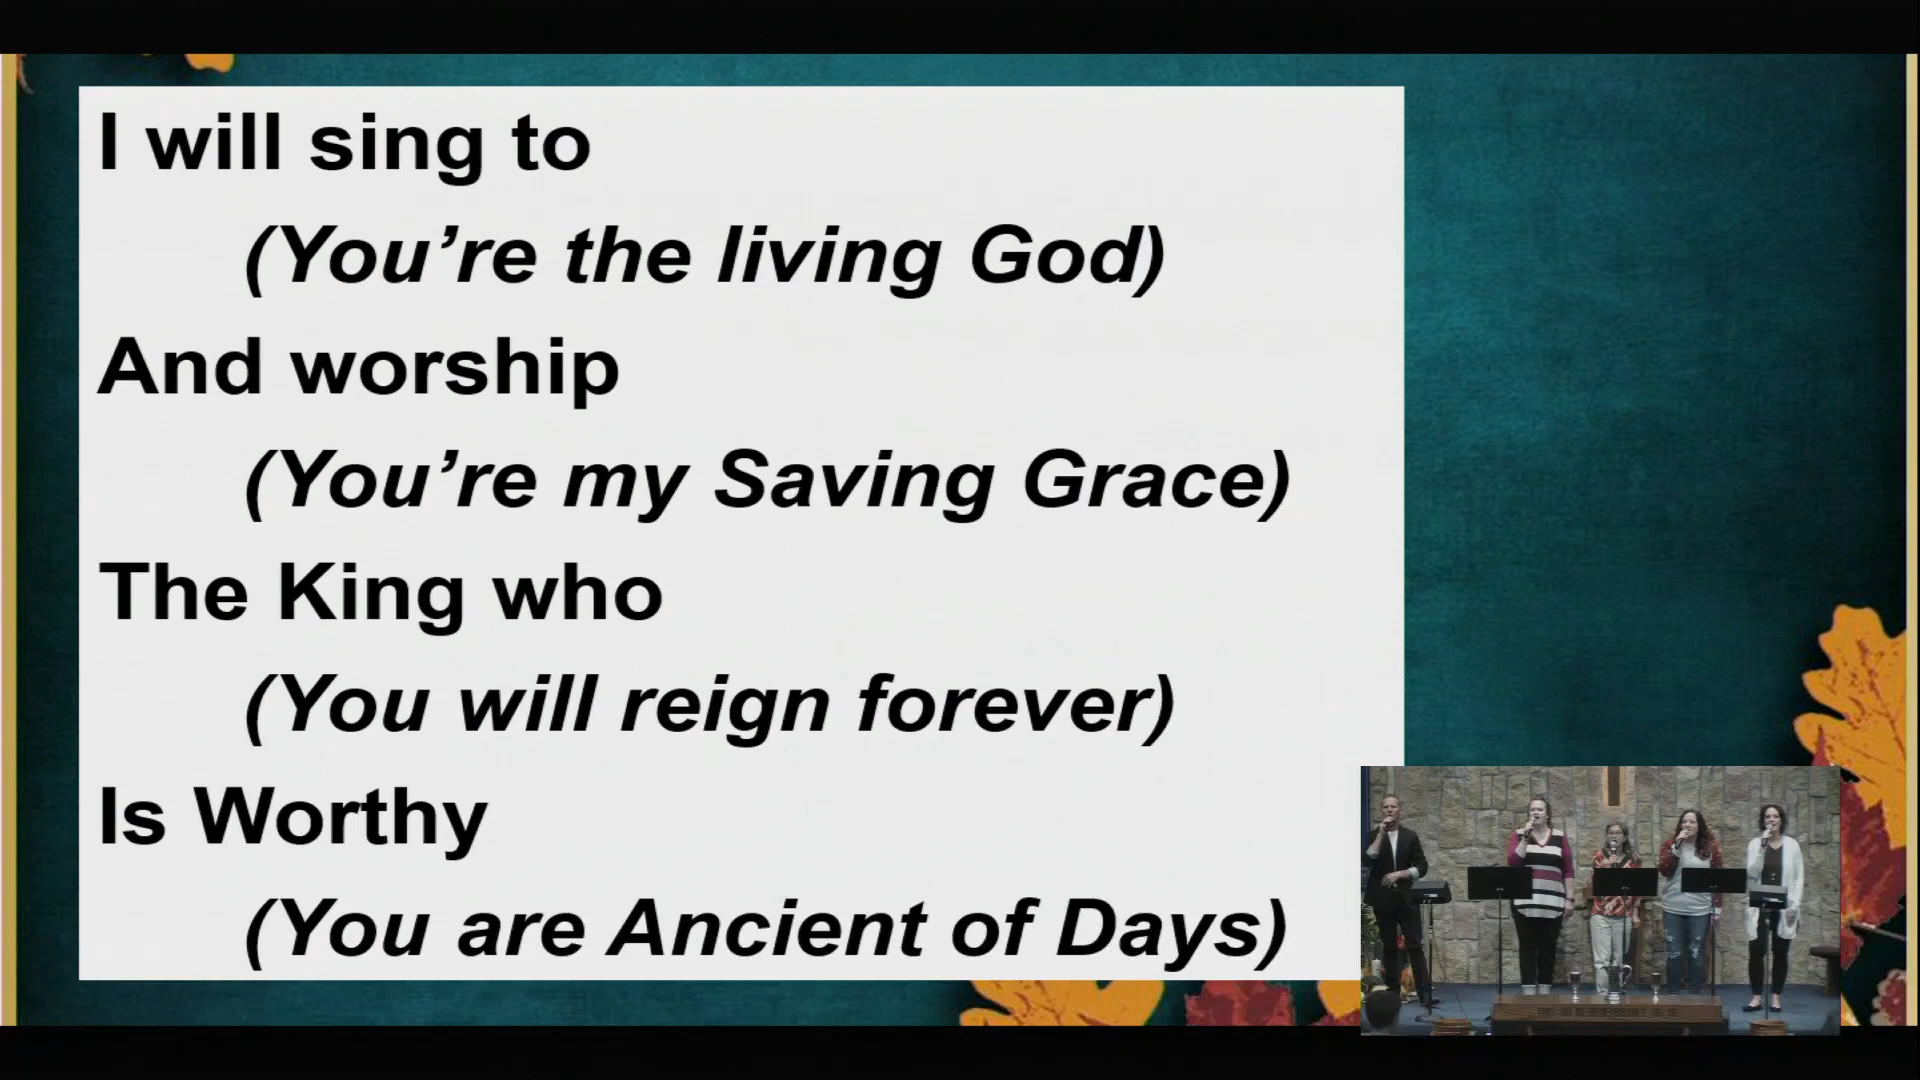 I will sing to
(You’re the living God)
And worship
(You’re my Saving Grace)
The King who
(You will reign forever)
Is Worthy
(You are Ancient of Days)